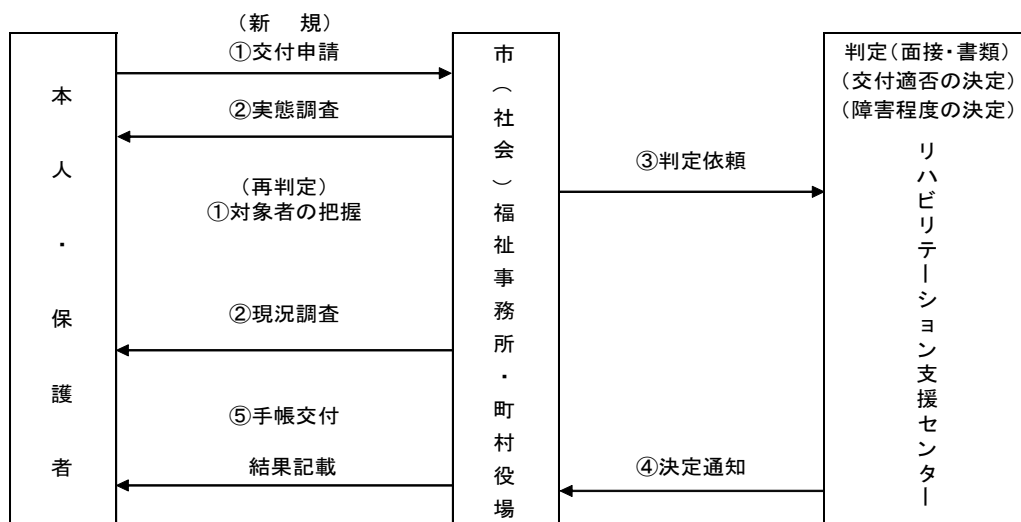 本人・保護者
（新　規）
①交付申請
②実態調査
（再判定）
①対象者の把握
②現況調査
⑤手帳交付
結果記載
市（社会）福祉事務所・町村役場
③判定依頼
④決定通知
判定（面接・書類）
（交付適否の決定）
（障害程度の決定）
リハビリテーション支援センター